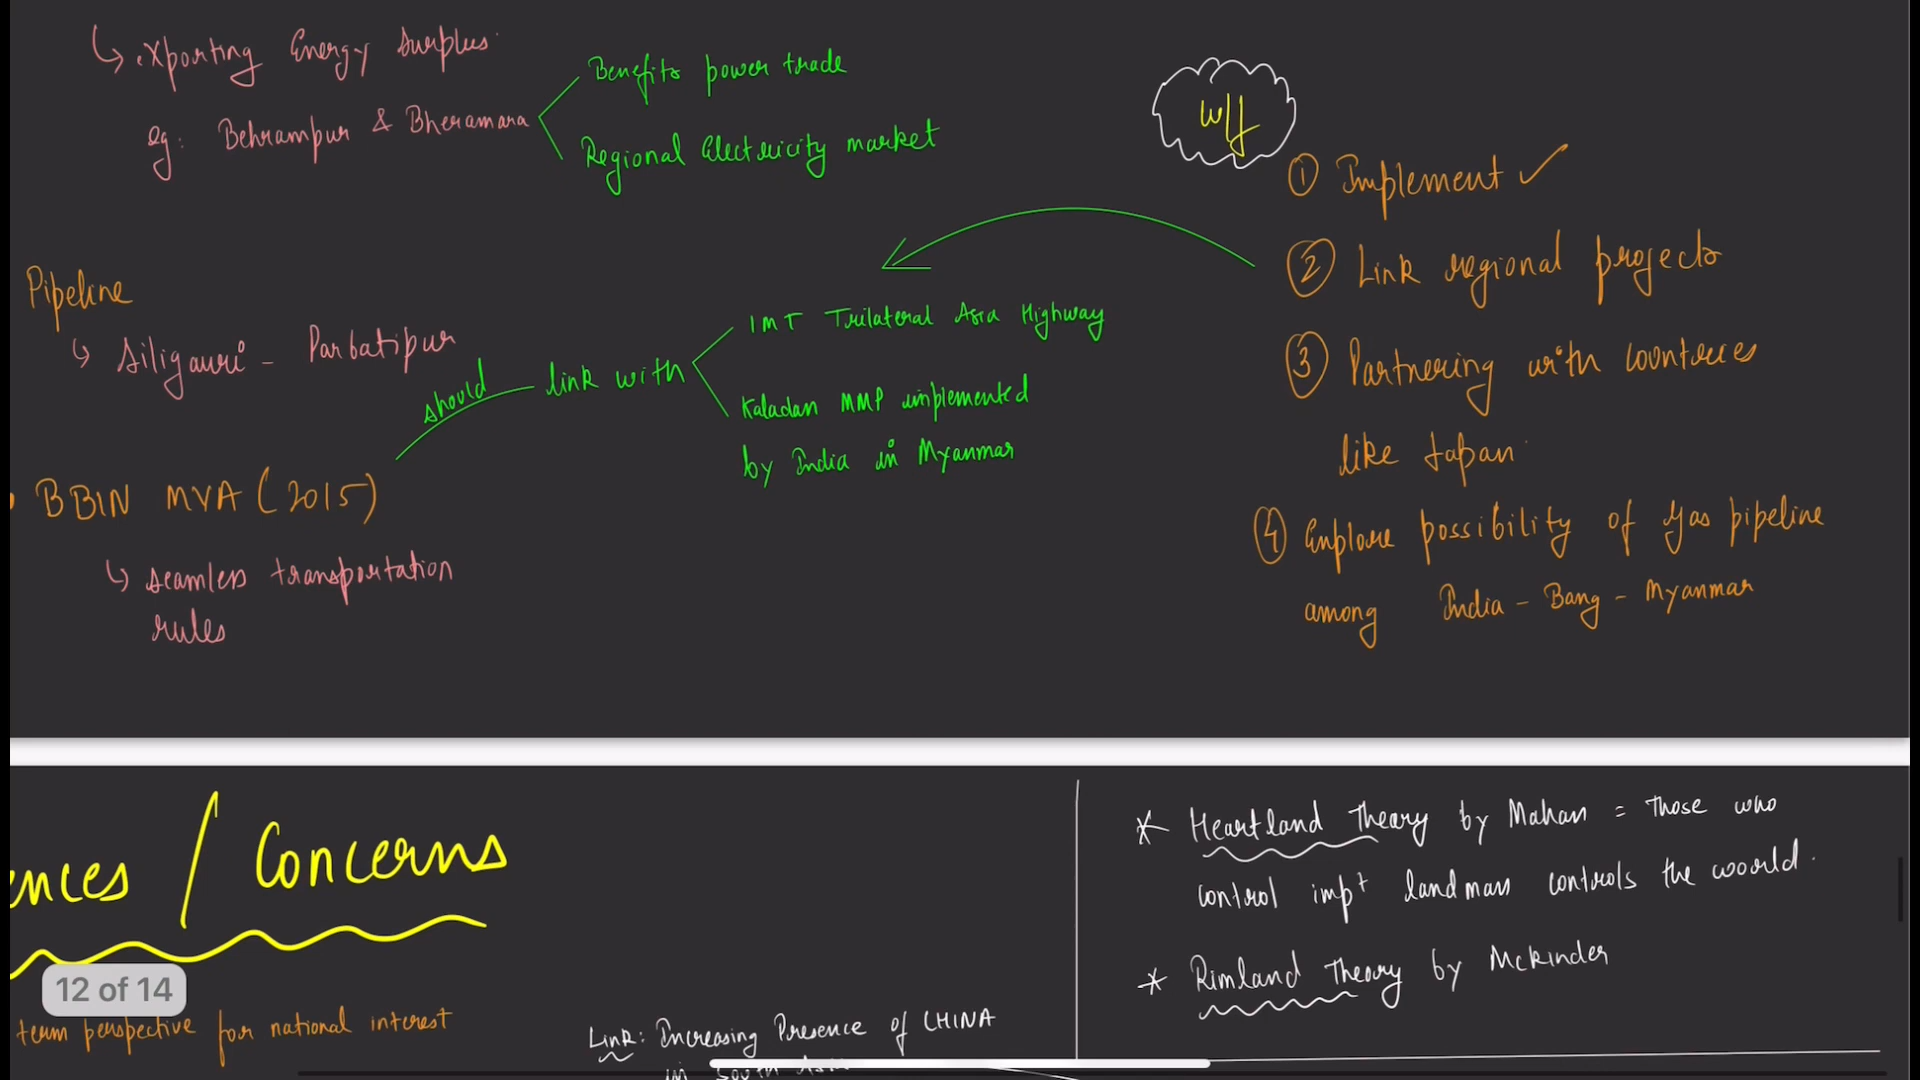 ↳ exporting Energy surplus
eg: Behrampur & Bheramara
Benefits power trade
Regional Electricity market
w/f
① Implement ✓
② Link regional projects
③ Partnering with countries
like Japan
④ Explore possibility of gas pipeline
among India - Bang - Myanmar
Pipeline
↳ Siligauri - Parbatipur
should link with
IMT Trilateral Asia Highway
Kaladan MMP implemented
by India in Myanmar
BBIN MVA (2015)
↳ seamless transportation
rules
ences / Concerns
12 of 14
term perspective for national interest
Link: Increasing Presence of CHINA
in South Asia
* Heartland Theory by Mahan = Those who
control impt landmass controls the world.
* Rimland Theory by Mckinder